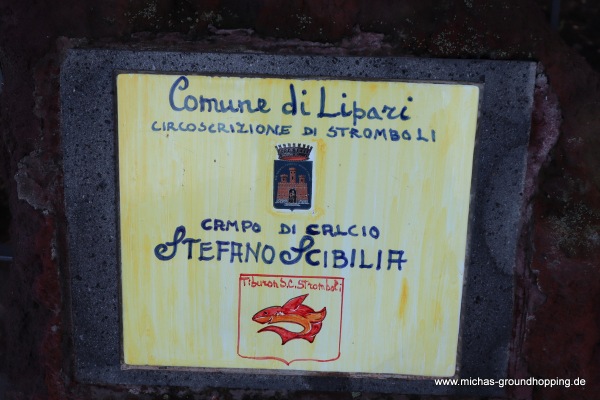 Comune di Lipari
CIRCOSCRIZIONE DI STROMBOLI
CAMPO DI CALCIO
STEFANO SCIBILIA
Tiburon S.C. Stromboli
www.michas-groundhopping.de